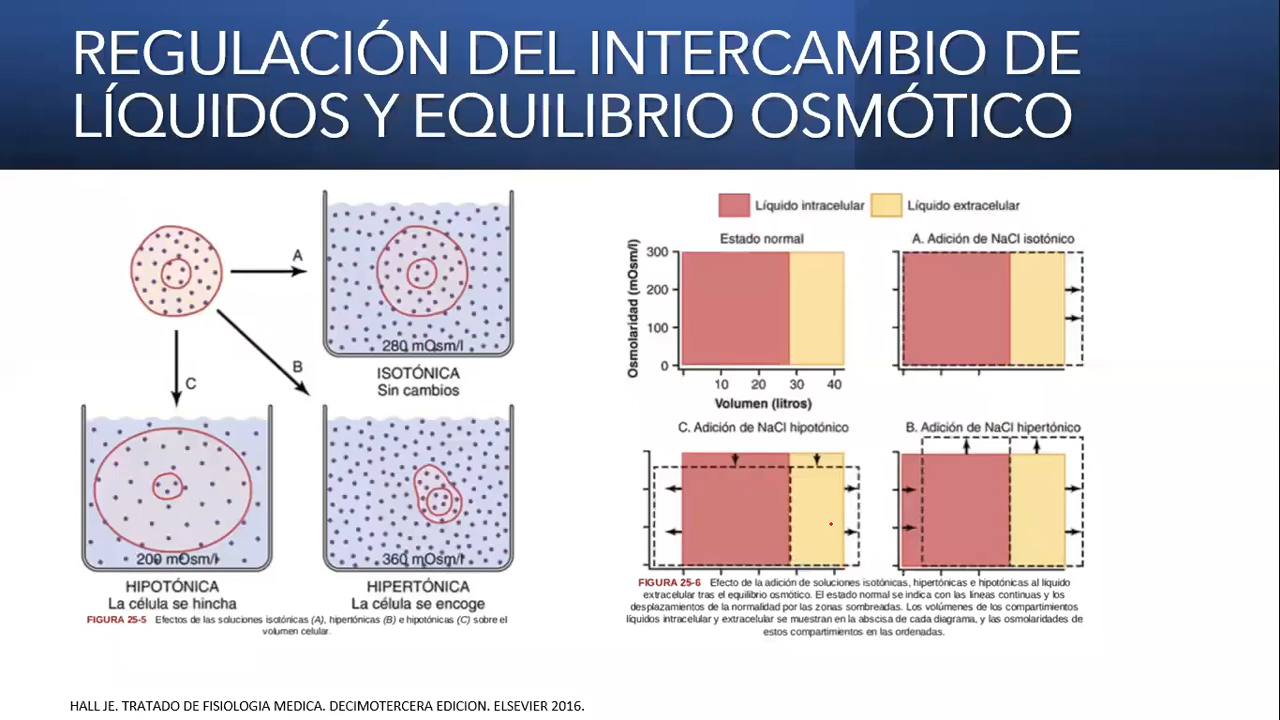 REGULACIÓN DEL INTERCAMBIO DE
LÍQUIDOS Y EQUILIBRIO OSMÓTICO
A
B
C
280 mOsm/l
ISOTÓNICA
Sin cambios
200 mOsm/l
HIPOTÓNICA
La célula se hincha
360 mOsm/l
HIPERTÓNICA
La célula se encoge
FIGURA 25-5 Efectos de las soluciones isotónicas (A), hipertónicas (B) e hipotónicas (C) sobre el
volumen celular.
Líquido intracelular Líquido extracelular
Estado normal
Osmolaridad (mOsm/l)
300
200
100
0
10 20 30 40
Volumen (litros)
A. Adición de NaCl isotónico
C. Adición de NaCl hipotónico
B. Adición de NaCl hipertónico
FIGURA 25-6 Efecto de la adición de soluciones isotónicas, hipertónicas e hipotónicas al líquido
extracelular tras el equilibrio osmótico. El estado normal se indica con las líneas continuas y los
desplazamientos de la normalidad por las zonas sombreadas. Los volúmenes de los compartimientos
líquidos intracelular y extracelular se muestran en la abscisa de cada diagrama, y las osmolaridades de
estos compartimientos en las ordenadas.
HALL JE. TRATADO DE FISIOLOGIA MEDICA. DECIMOTERCERA EDICION. ELSEVIER 2016.